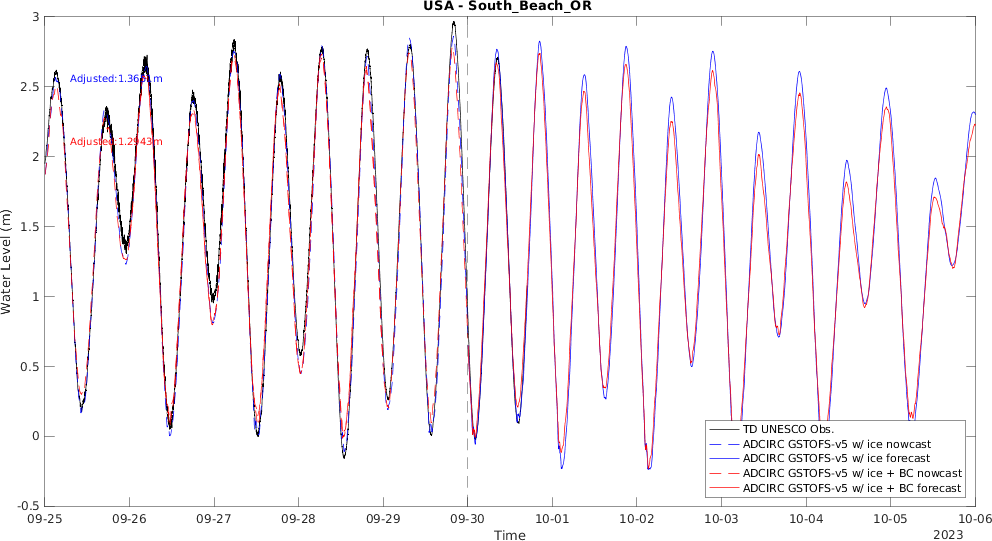 USA - South_Beach_OR
3
2.5
2
1.5
1
0.5
0
-0.5
Water Level (m)
Adjusted:1.2943m
TD UNESCO Obs.
ADCIRC GSTOFS-v5 w/ ice nowcast
ADCIRC GSTOFS-v5 w/ ice forecast
ADCIRC GSTOFS-v5 w/ ice + BC nowcast
ADCIRC GSTOFS-v5 w/ ice + BC forecast
09-25 09-26 09-27 09-28 09-29 09-30 10-01 10-02 10-03 10-04 10-05 10-06
Time
2023